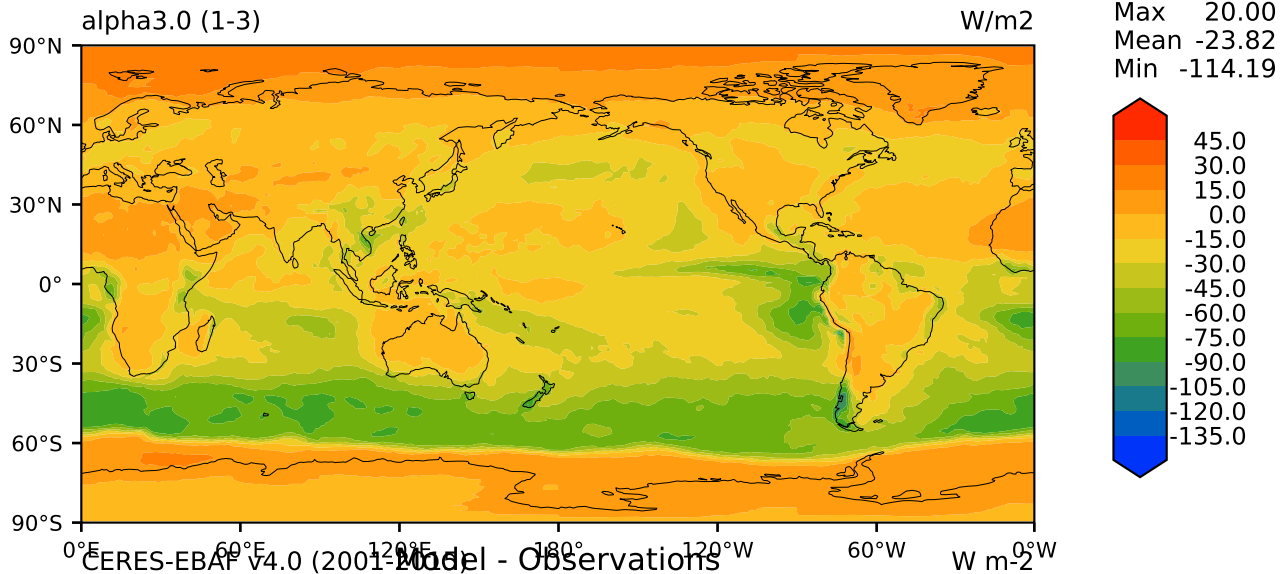 alpha3.0 (1-3) W/m2
Max 20.00
Mean -23.82
Min -114.19
90°N
60°N
30°N
0°
30°S
60°S
90°S
45.0
30.0
15.0
0.0
-15.0
-30.0
-45.0
-60.0
-75.0
-90.0
-105.0
-120.0
-135.0
0°E 60°E 120°E 180° 120°W 60°W 0°W
CERES-EBAF v4.0 (2001-2015) Model - Observations W m-2